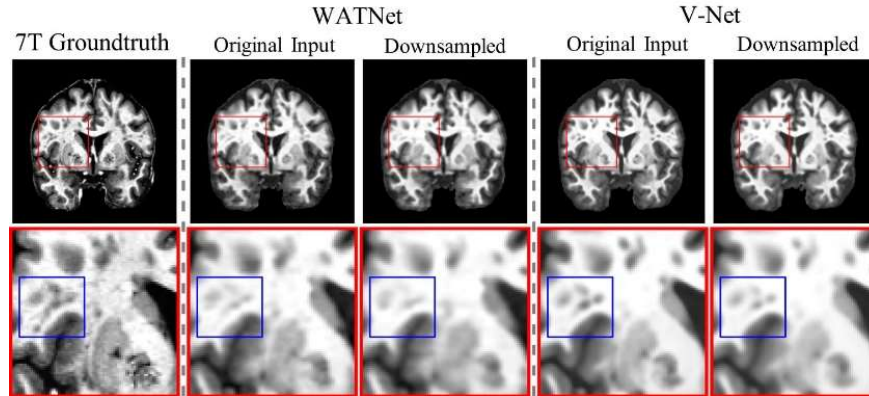 WATNet
V-Net
7T Groundtruth
Original Input
Downsampled
Original Input
Downsampled